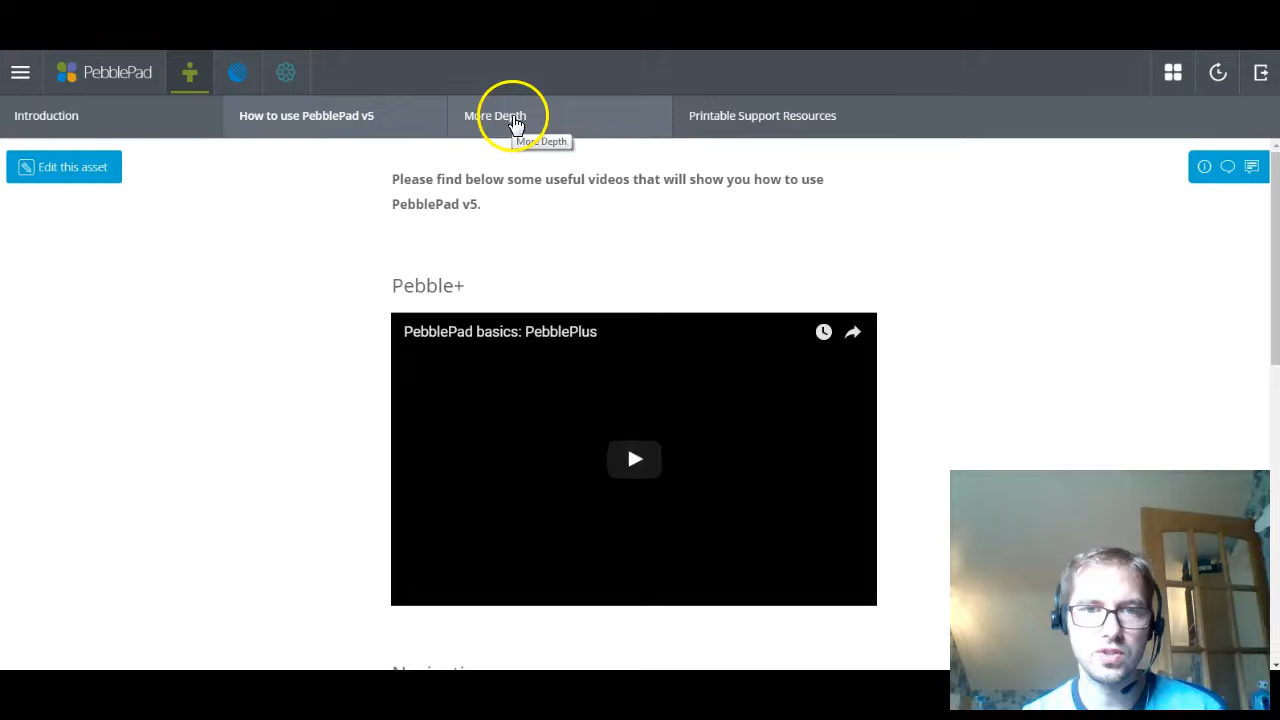 PebblePad
Introduction
How to use PebblePad v5
More Depth
Printable Support Resources
More Depth
Edit this asset
Please find below some useful videos that will show you how to use
PebblePad v5.
Pebble+
PebblePad basics: PebblePlus